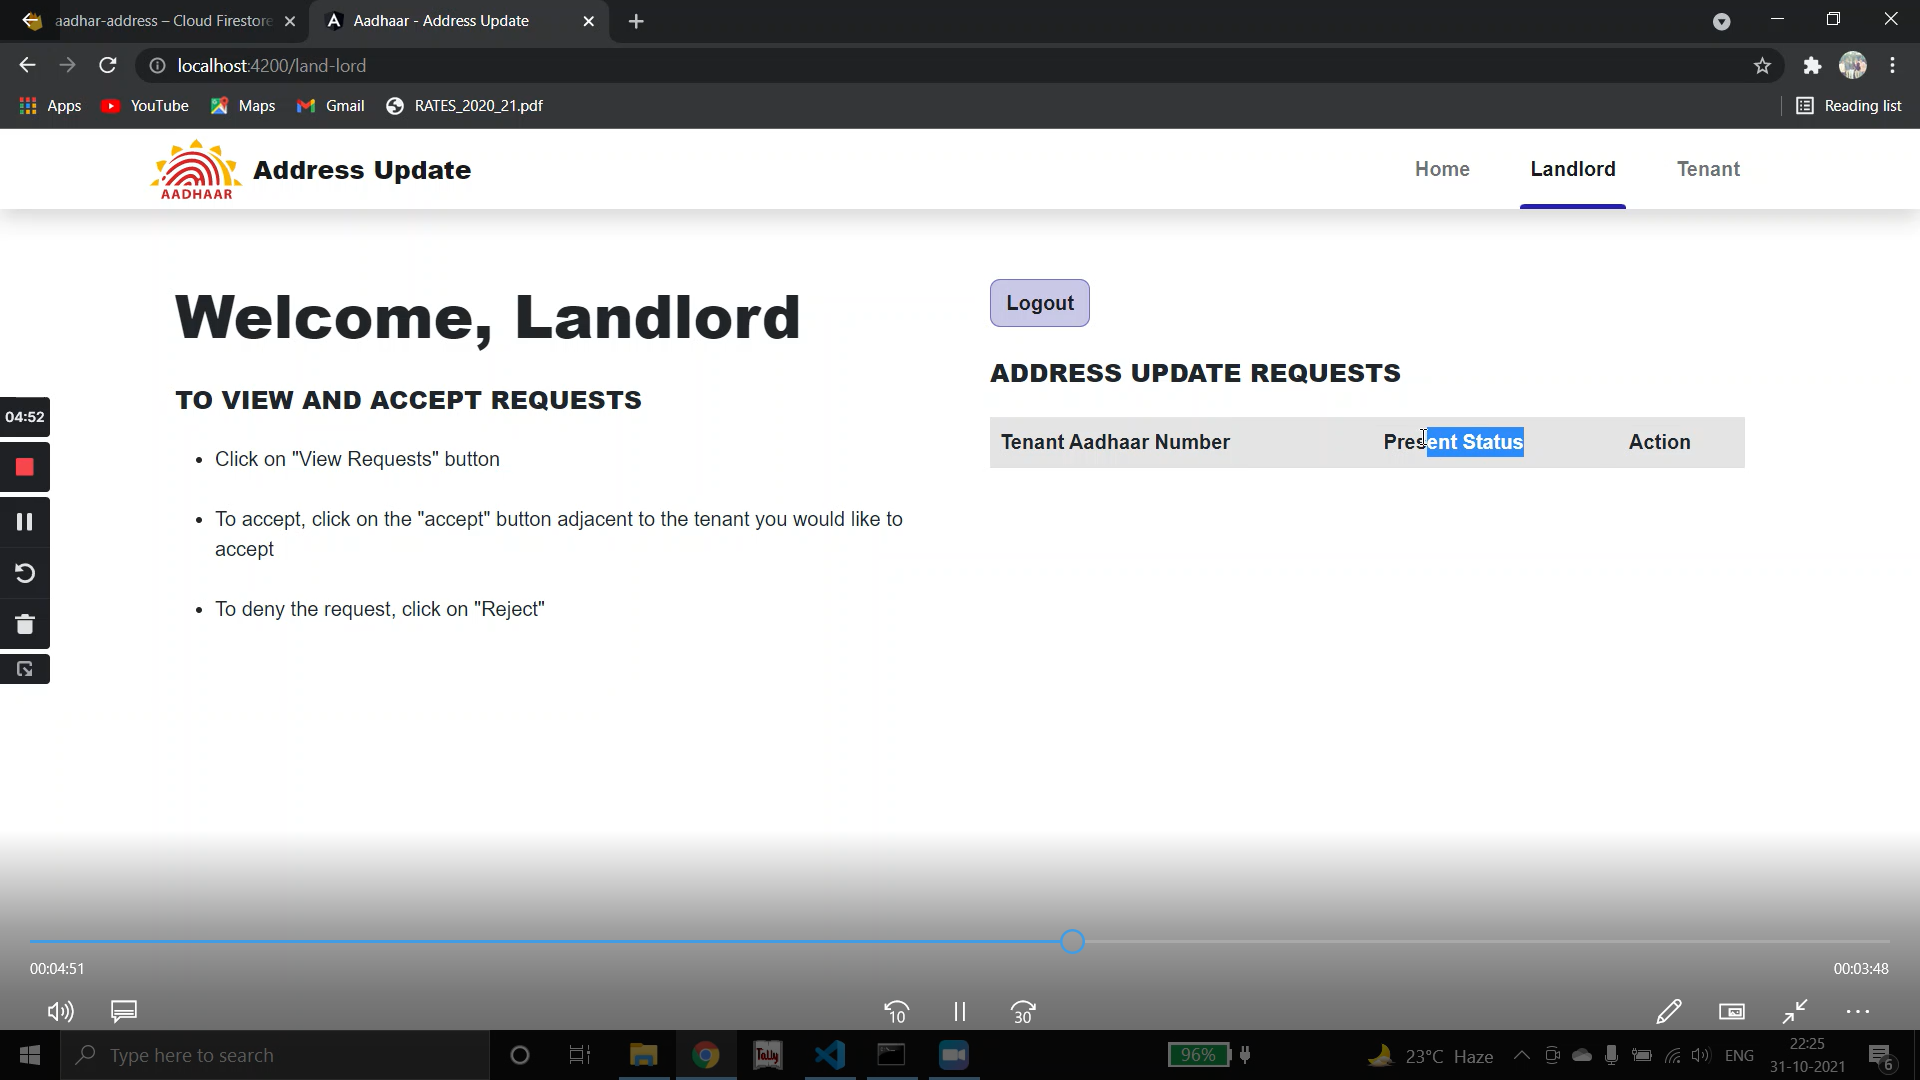 aadhar-address – Cloud Firestore
Aadhaar - Address Update
localhost:4200/land-lord
Apps
YouTube
Maps
Gmail
RATES_2020_21.pdf
Reading list
AADHAAR
Address Update
Home
Landlord
Tenant
Welcome, Landlord
TO VIEW AND ACCEPT REQUESTS
• Click on "View Requests" button
• To accept, click on the "accept" button adjacent to the tenant you would like to
accept
• To deny the request, click on "Reject"
Logout
ADDRESS UPDATE REQUESTS
Tenant Aadhaar Number Present Status Action
04:52
00:04:51
00:03:48
10
30
Type here to search
Tally
96%
23°C Haze
ENG
22:25
31-10-2021
6